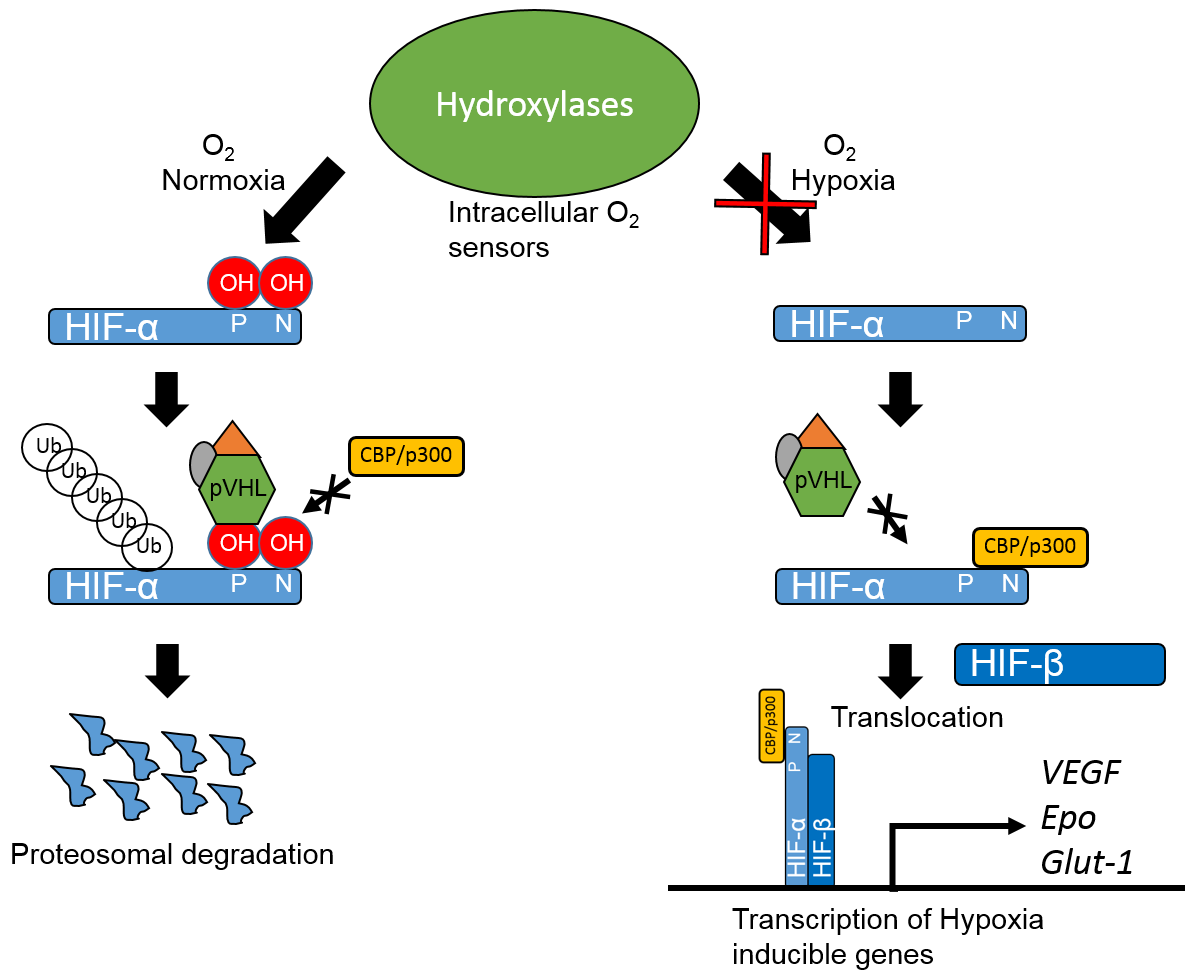 Hydroxylases
O₂
Normoxia
O₂
Hypoxia
Intracellular O₂
sensors
OH OH
HIF-α P N
HIF-α P N
Ub
Ub
Ub
Ub
Ub
pVHL
CBP/p300
OH OH
HIF-α P N
pVHL
CBP/p300
HIF-α P N
HIF-β
Translocation
CBP/p300
HIF-α P N
HIF-β
VEGF
Epo
Glut-1
Proteosomal degradation
Transcription of Hypoxia
inducible genes